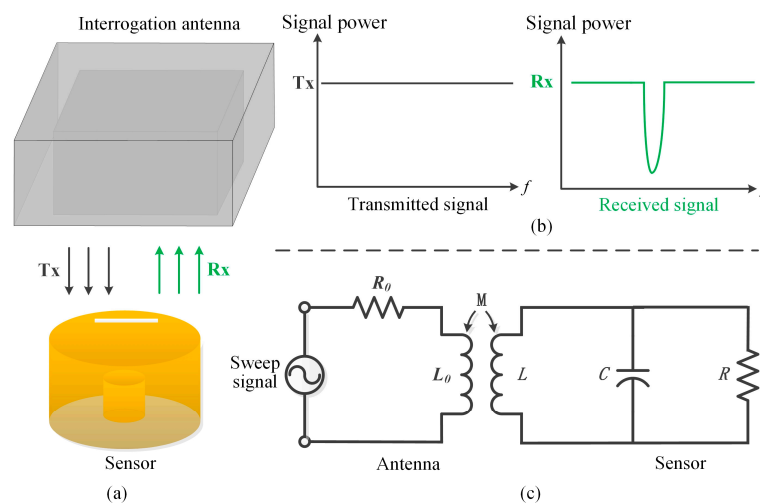 Interrogation antenna
Tx
Rx
Sensor
(a)
Signal power
Tx
f
Transmitted signal
Signal power
Rx
Received signal
(b)
Sweep
signal
R0
M
L0
L
C
R
Antenna
Sensor
(c)